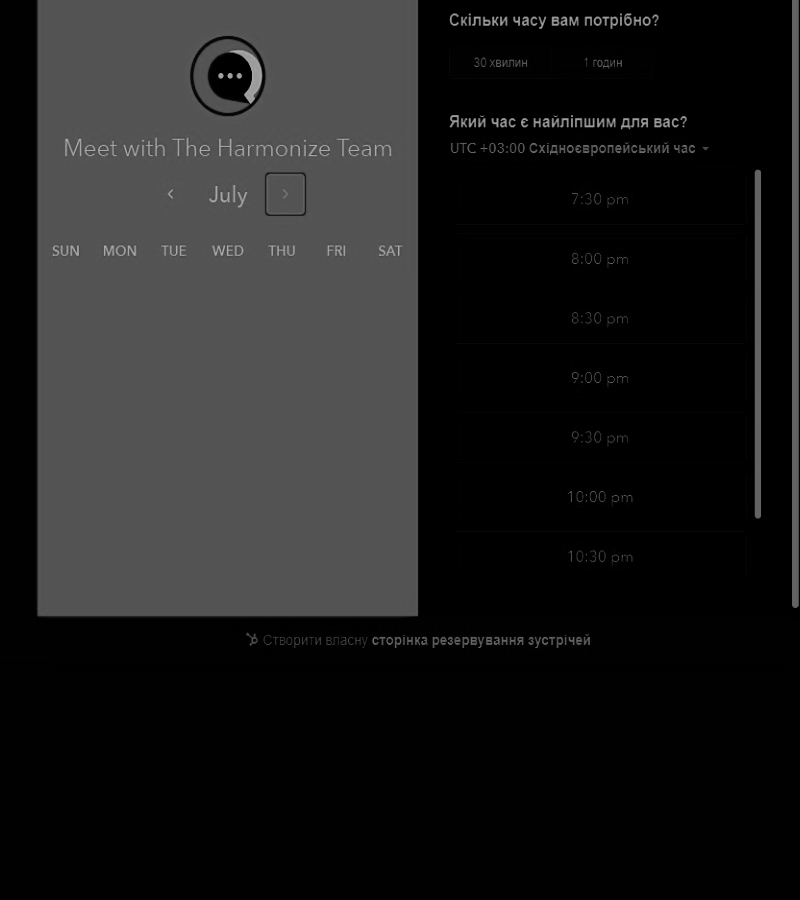 Meet with The Harmonize Team
July
SUN MON TUE WED THU FRI SAT
Скільки часу вам потрібно?
30 хвилин 1 годин
Який час є найліпшим для вас?
UTC +03:00 Східноєвропейський час
7:30 pm
8:00 pm
8:30 pm
9:00 pm
9:30 pm
10:00 pm
10:30 pm
Створити власну сторінка резервування зустрічей